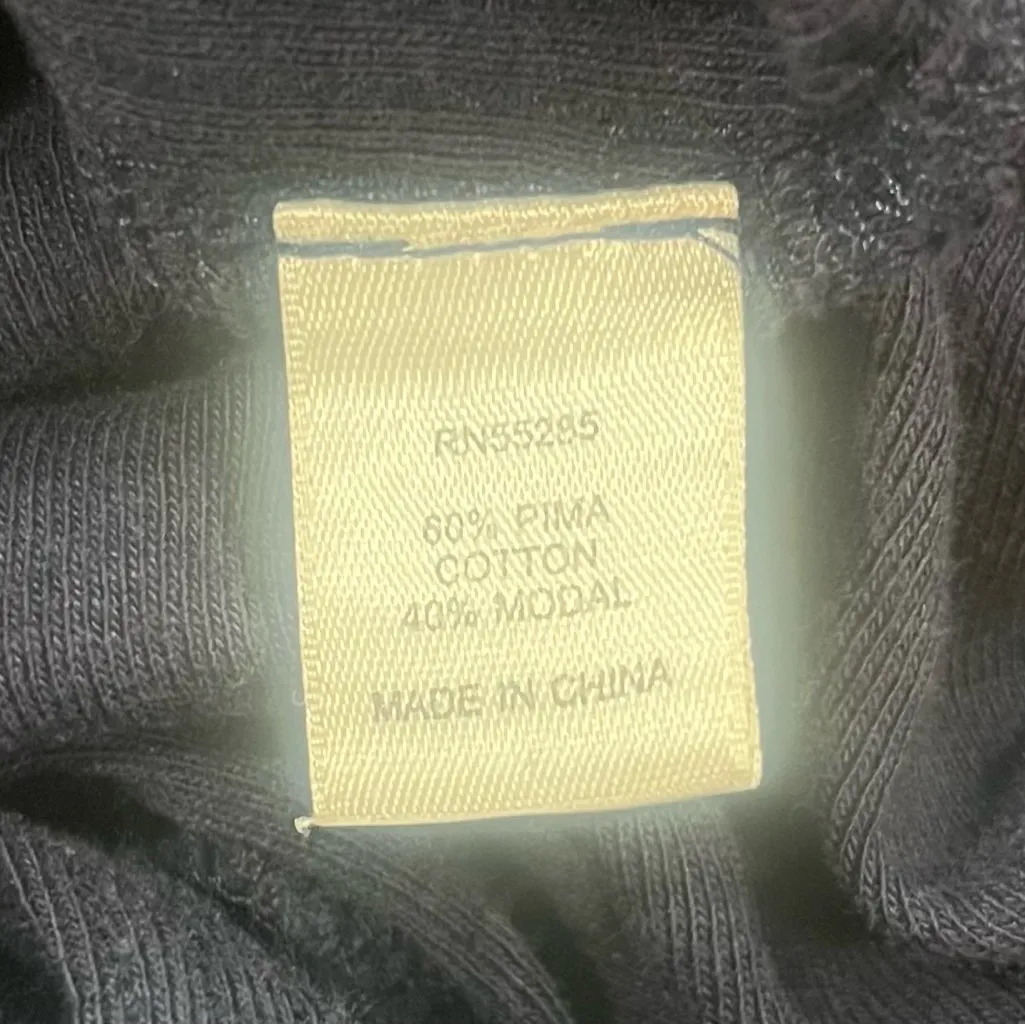 RN55285
60% PIMA
COTTON
40% MODAL
MADE IN CHINA